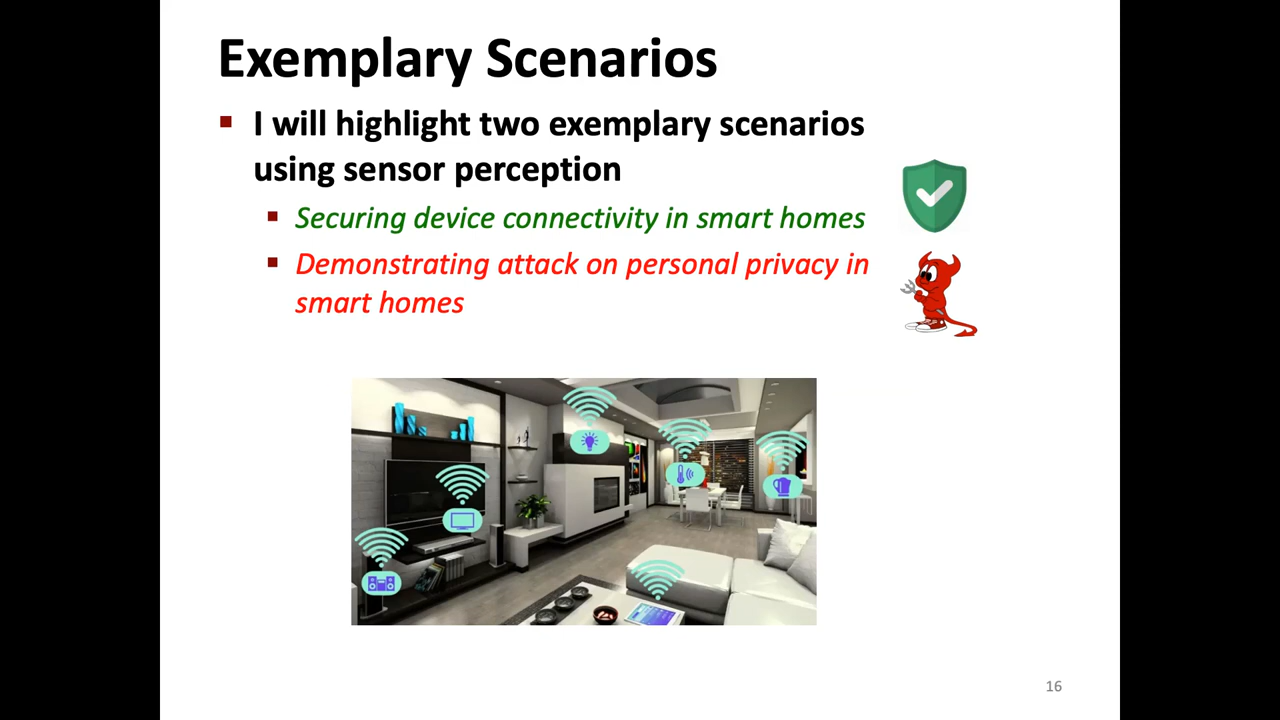 Exemplary Scenarios
I will highlight two exemplary scenarios
using sensor perception
Securing device connectivity in smart homes
Demonstrating attack on personal privacy in
smart homes
16